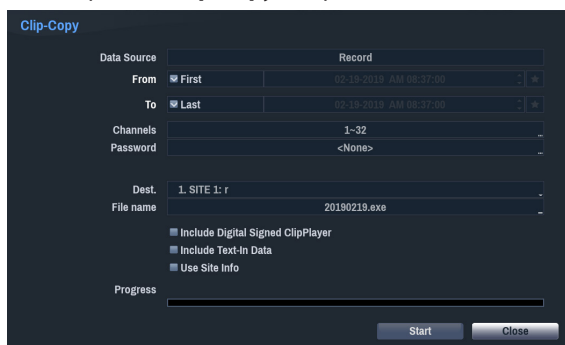 Clip-Copy
Data Source Record
From First 02-19-2019 AM 08:37:00
To Last 02-19-2019 AM 08:37:00
Channels 1~32 ...
Password <None> ...
Dest. 1. SITE 1: r
File name 20190219.exe
Include Digital Signed ClipPlayer
Include Text-In Data
Use Site Info
Progress
Start Close